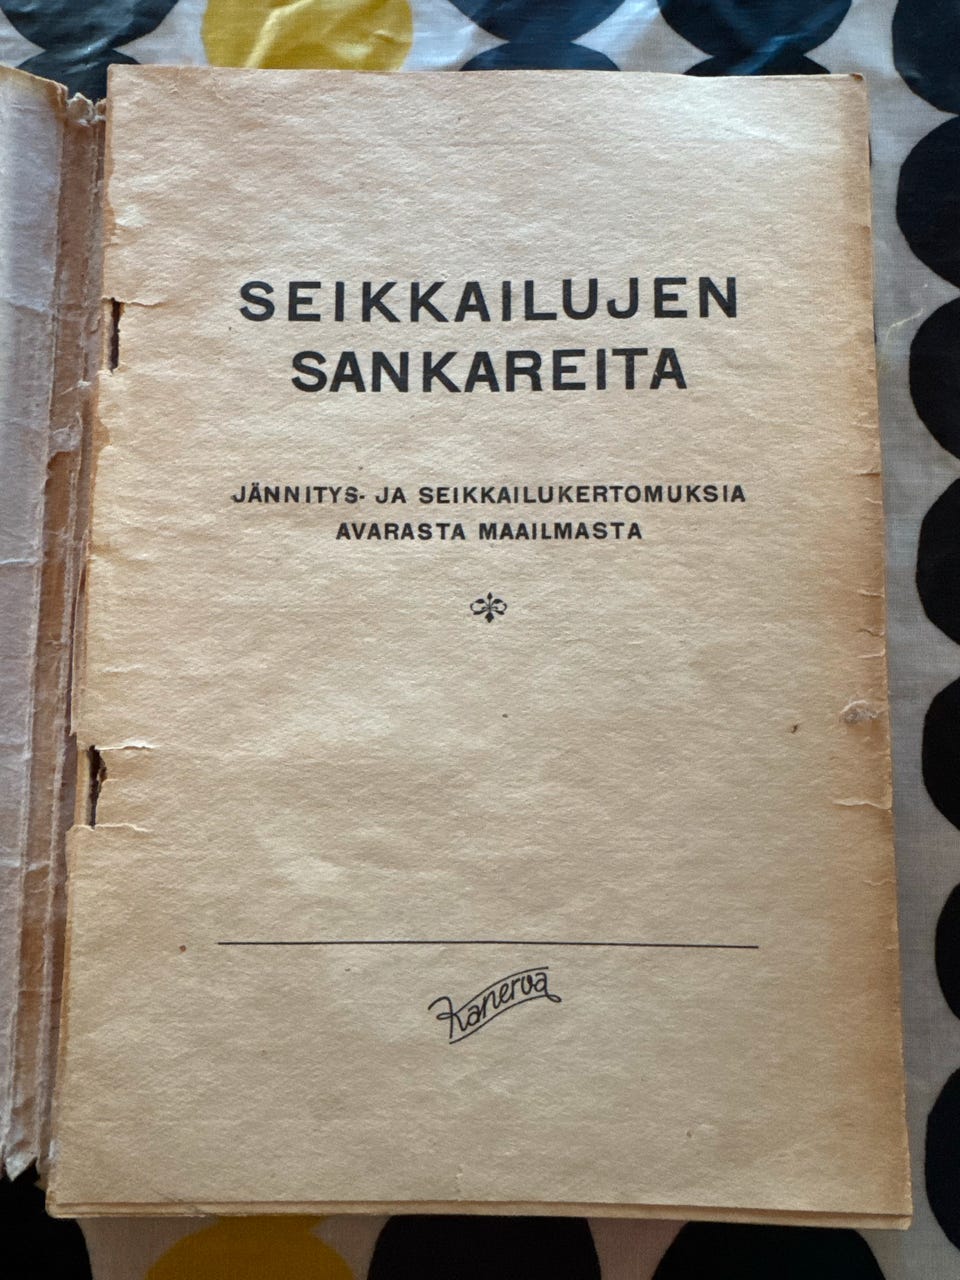 SEIKKAILUJEN
SANKAREITA
JÄNNITYS- JA SEIKKAILUKERTOMUKSIA
AVARASTA MAAILMASTA
Kanerva